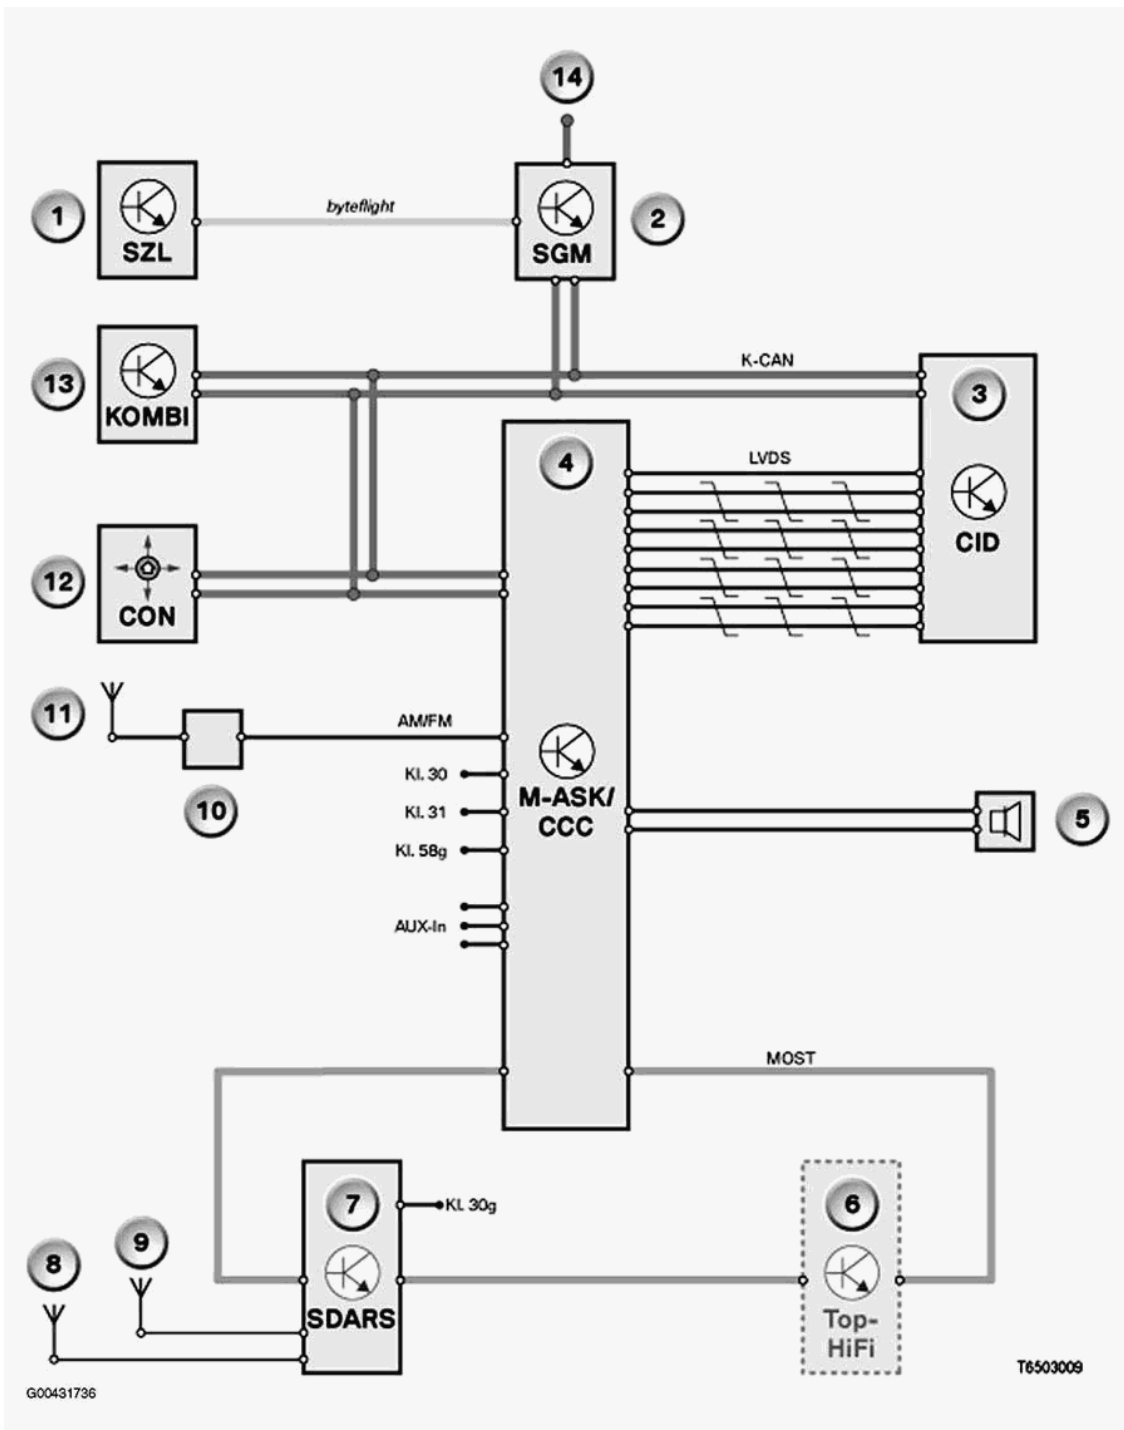 14
1
SZL
byteflight
SGM
2
13
KOMBI
K-CAN
3
4
LVDS
CID
12
CON
11
AM/FM
10
Kl. 30
Kl. 31
Kl. 58g
M-ASK/
CCC
5
AUX-In
MOST
7
Kl. 30g
6
8
9
SDARS
Top-
HiFi
T6503009
G00431736